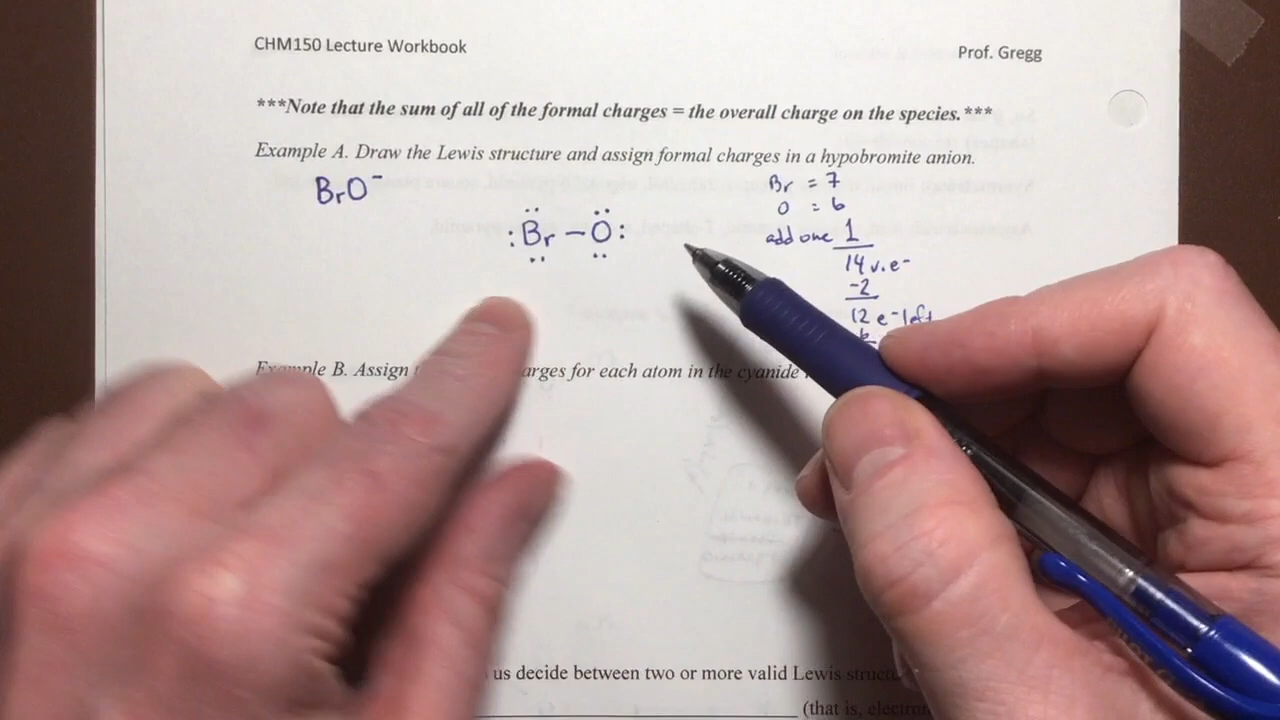 CHM150 Lecture Workbook
Prof. Gregg
***Note that the sum of all of the formal charges = the overall charge on the species.***
Example A. Draw the Lewis structure and assign formal charges in a hypobromite anion.
BrO⁻
:Br – O:
Br = 7
O = 6
add one 1
14 v.e⁻
-2
12 e⁻ left
6
Example B. Assign arges for each atom in the cyanide
us decide between two or more valid Lewis
(that is,